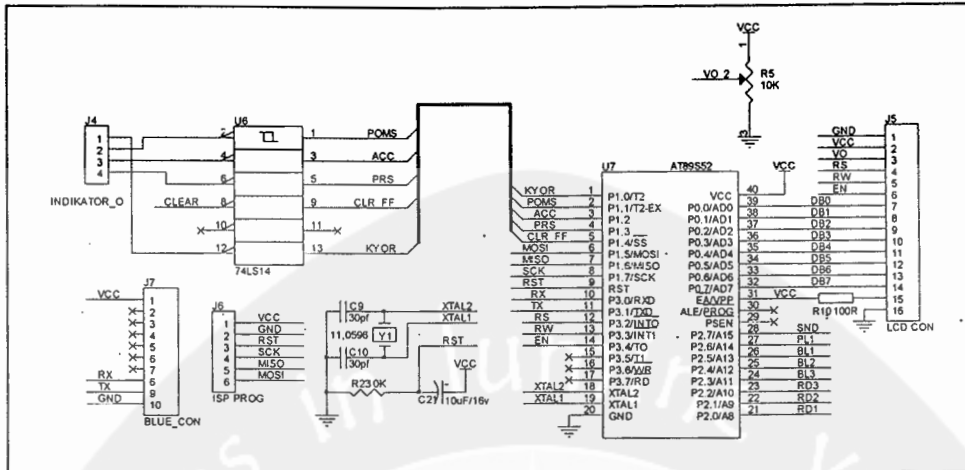 VCC
1
VO 2
R5
10K
3
J4
1
2
3
4
INDIKATOR_O
U6
2
1
POMS
4
3
ACC
6
5
PRS
CLEAR
8
9
CLR_FF
10
11
12
13
KYOR
74LS14
U7
AT89S52
KYOR 1 P1.0/T2
POMS 2 P1.1/T2-EX
ACC 3 P1.2
PRS 4 P1.3
CLR FF 5 P1.4/SS
MOSI 6 P1.5/MOSI
MISO 7 P1.6/MISO
SCK 8 P1.7/SCK
RST 9 RST
RX 10 P3.0/RXD
TX 11 P3.1/TXD
RS 12 P3.2/INTO
RW 13 P3.3/INT1
EN 14 P3.4/TO
15 P3.5/T1
16 P3.6/WR
17 P3.7/RD
XTAL2 18 XTAL2
XTAL1 19 XTAL1
20 GND
VCC 40 VCC
P0.0/AD0 39 DB0
P0.1/AD1 38 DB1
P0.2/AD2 37 DB2
P0.3/AD3 36 DB3
P0.4/AD4 35 DB4
P0.5/AD5 34 DB5
P0.6/AD6 33 DB6
P0.7/AD7 32 DB7
EA/VPP 31 VCC
ALE/PROG 30
PSEN 29
P2.7/A15 28 SND
P2.6/A14 27 PL1
P2.5/A13 26 BL1
P2.4/A12 25 BL2
P2.3/A11 24 BL3
P2.2/A10 23 RD3
P2.1/A9 22 RD2
P2.0/A8 21 RD1
R10 100R
J5
GND 1
VCC 2
VO 3
RS 4
RW 5
EN 6
7
8
9
10
11
12
13
14
15
16
LCD CON
J7
VCC 1
2
3
4
5
6
7
RX 8
TX 9
GND 10
BLUE_CON
J6
1 VCC
2 GND
3 RST
4 SCK
5 MISO
6 MOSI
ISP PROG
C9
30pf
XTAL2
11,0596
Y1
XTAL1
C10
30pf
RST
VCC
R23 0K
C21
10uF/16v